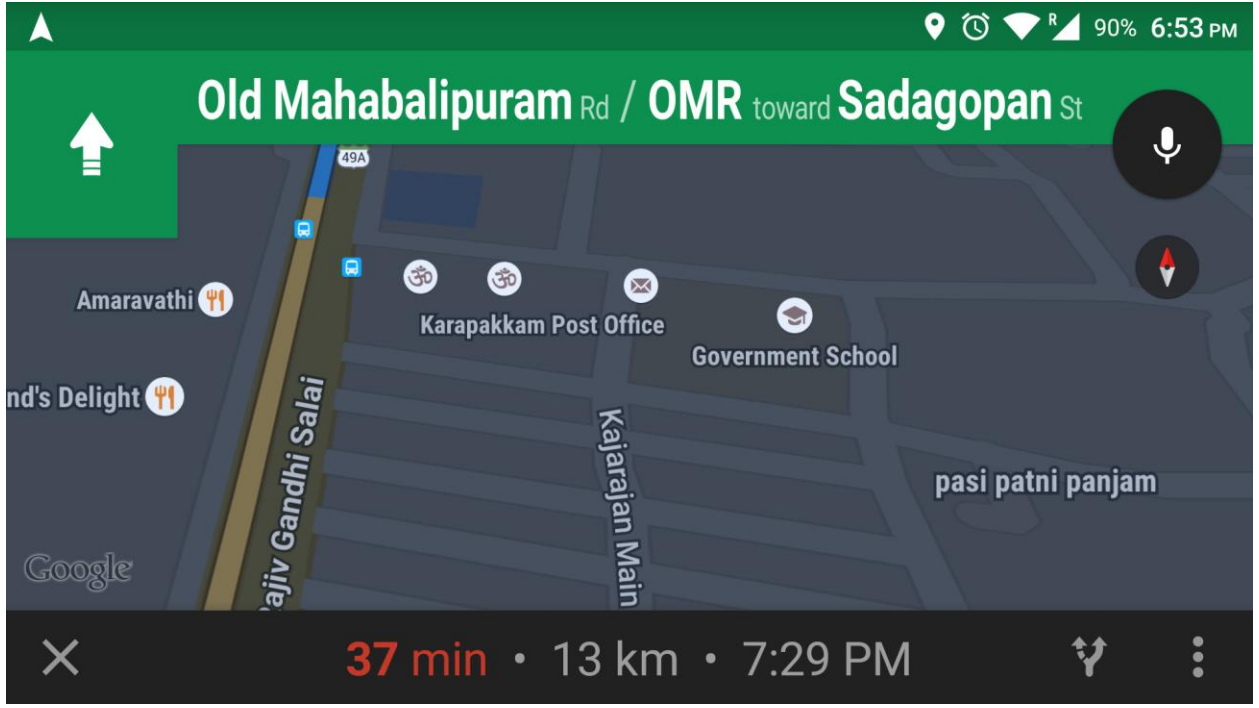 R 90% 6:53 PM
Old Mahabalipuram Rd / OMR toward Sadagopan St
49A
Amaravathi
Karapakkam Post Office
Government School
nd's Delight
Rajiv Gandhi Salai
Kajarajan Main
pasi patni panjam
Google
37 min • 13 km • 7:29 PM